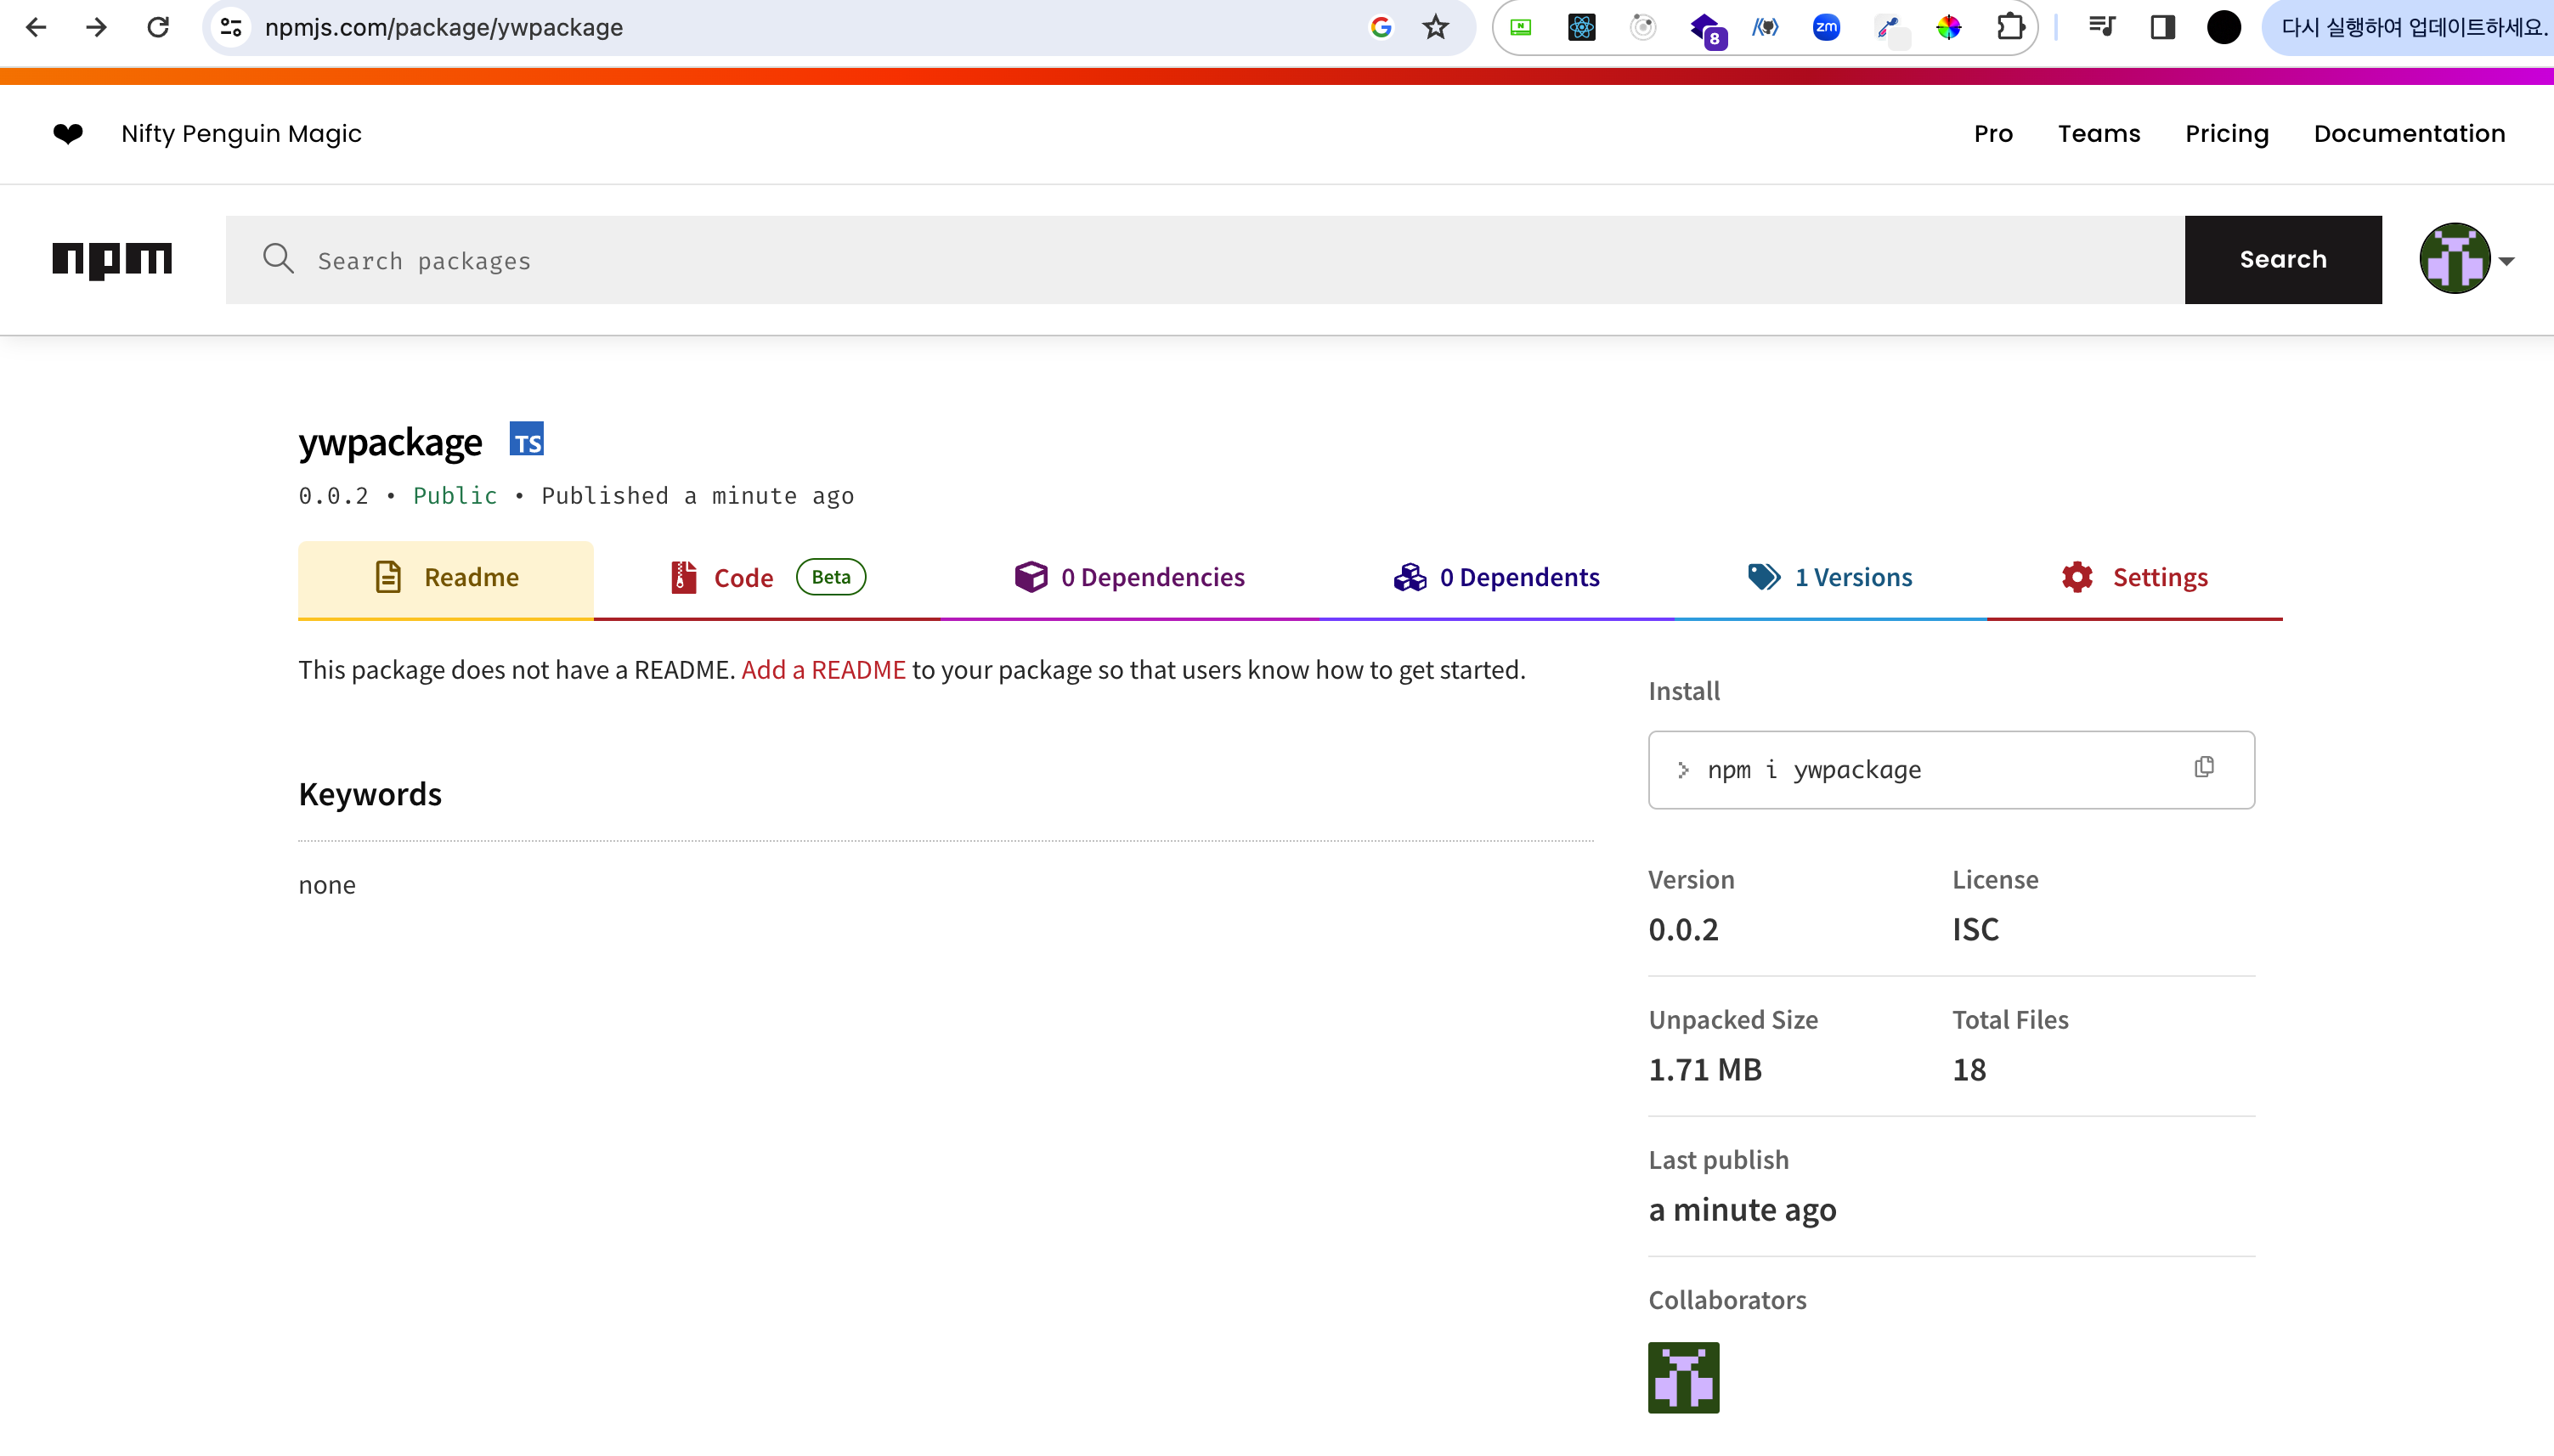 npmjs.com/package/ywpackage
8
zm
다시 실행하여 업데이트하세요.
Nifty Penguin Magic
Pro
Teams
Pricing
Documentation
npm
Search packages
Search
ywpackage TS
0.0.2 • Public • Published a minute ago
Readme
Code Beta
0 Dependencies
0 Dependents
1 Versions
Settings
This package does not have a README. Add a README to your package so that users know how to get started.
Keywords
none
Install
> npm i ywpackage
Version
License
0.0.2
ISC
Unpacked Size
Total Files
1.71 MB
18
Last publish
a minute ago
Collaborators